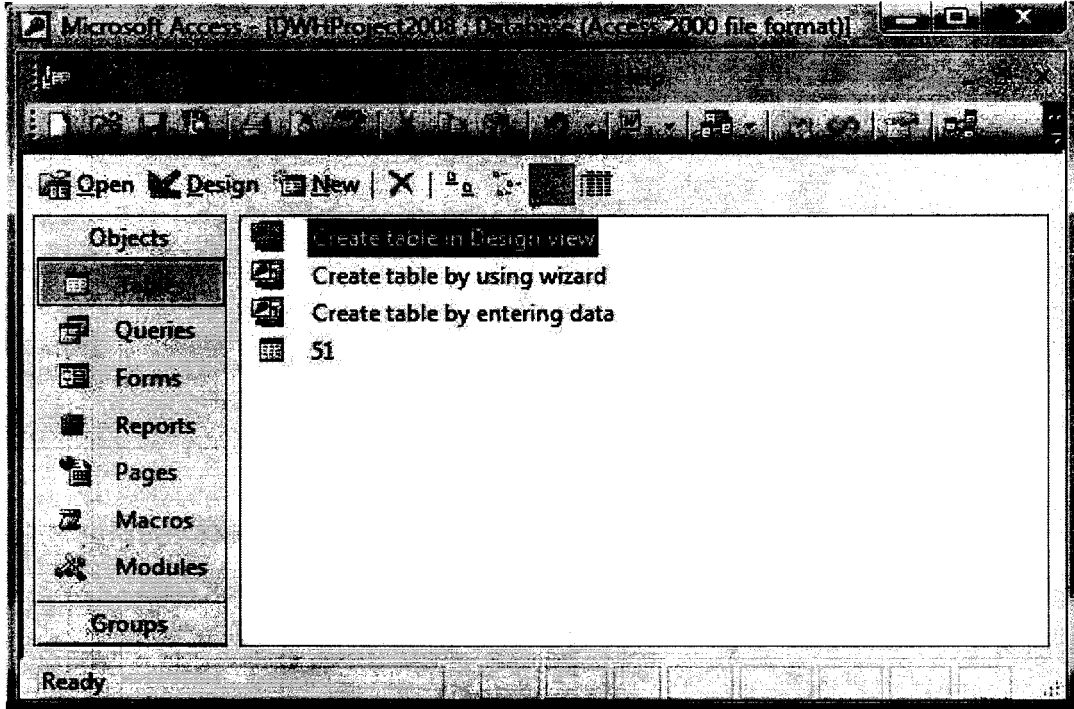 Microsoft Access - [DWHProject2008 : Database (Access 2000 file format)]
Open Design New
Objects
Create table in Design view
Tables
Create table by using wizard
Queries
Create table by entering data
51
Forms
Reports
Pages
Macros
Modules
Groups
Ready